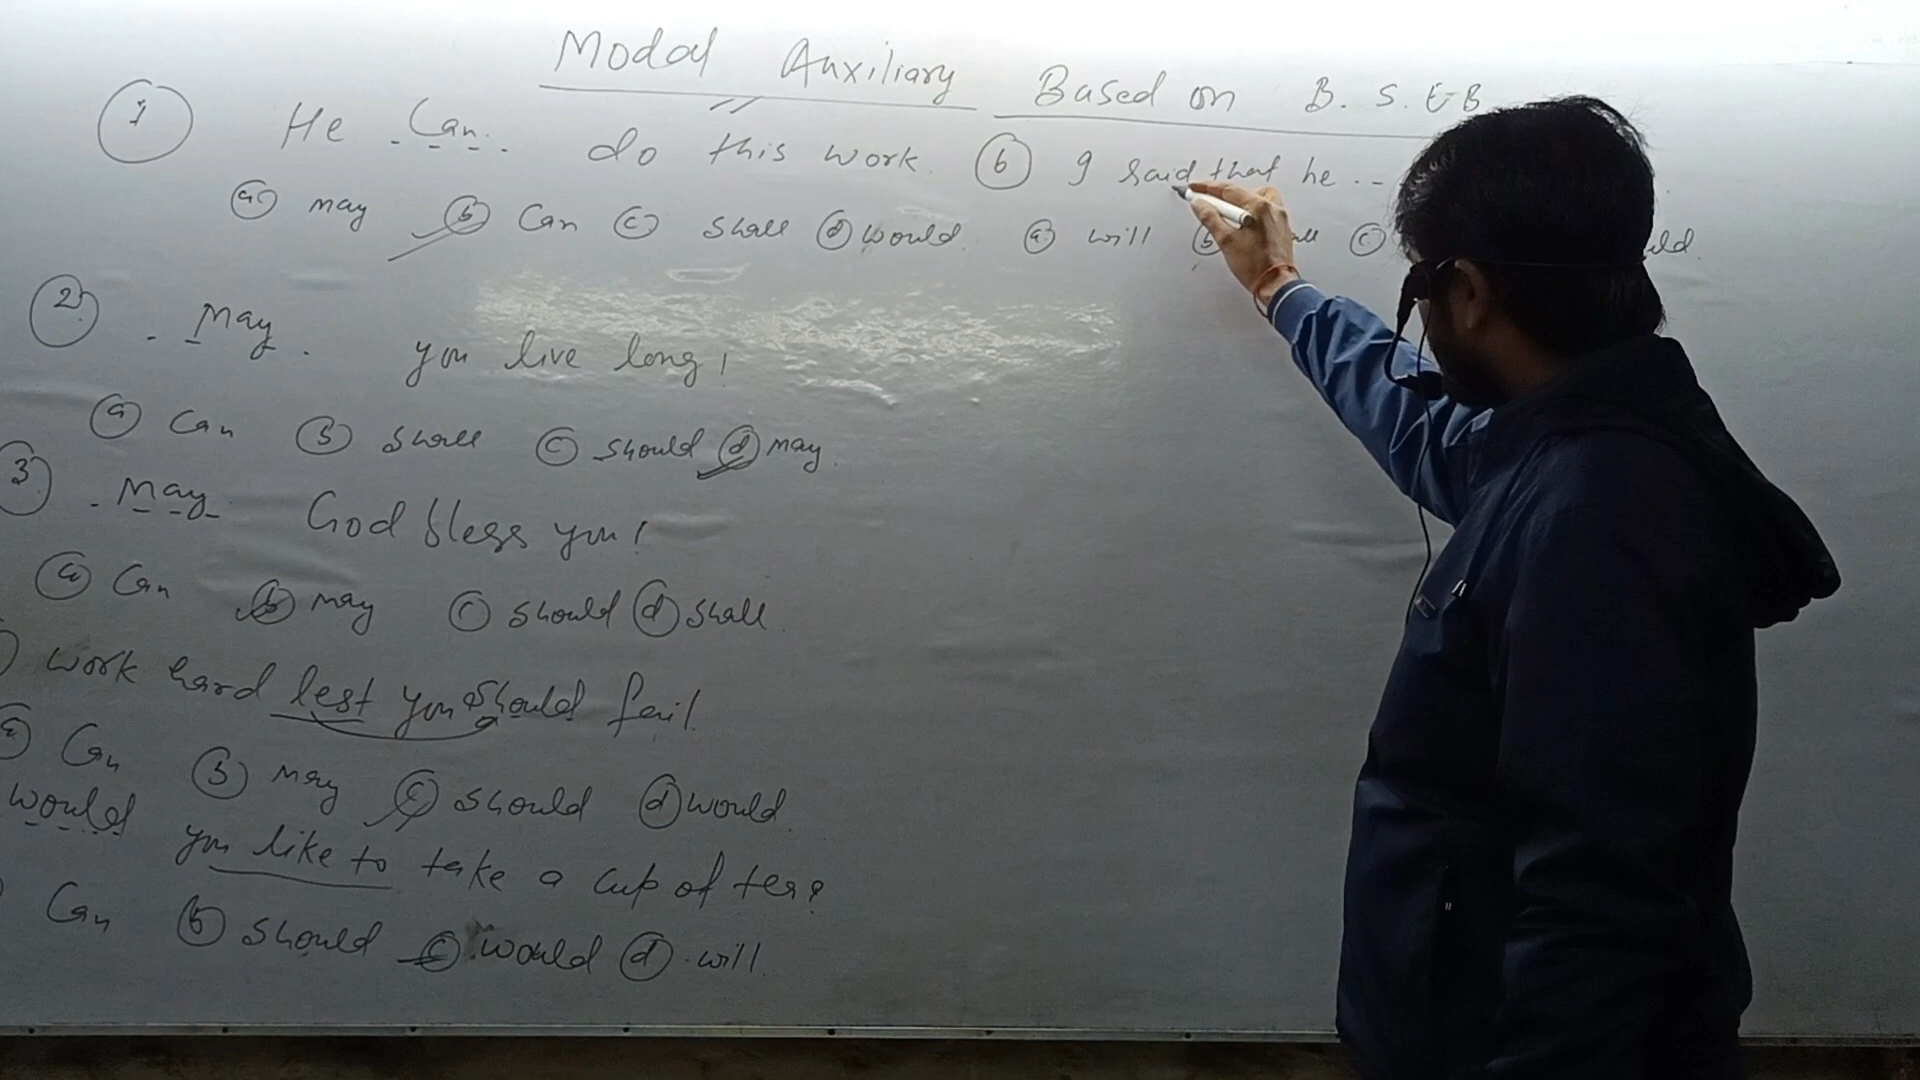 Modal Auxiliary Based on B. S. E B
1 He Can do this work.
a may b Can c shall d would
2 May you live long!
a Can b shall c should d may
3 May God bless you!
a Can b may c should d shall
work hard lest you should fail
a Can b may c should d would
would you like to take a cup of tea?
Can b should c would d will
6 I said that he
a will b c